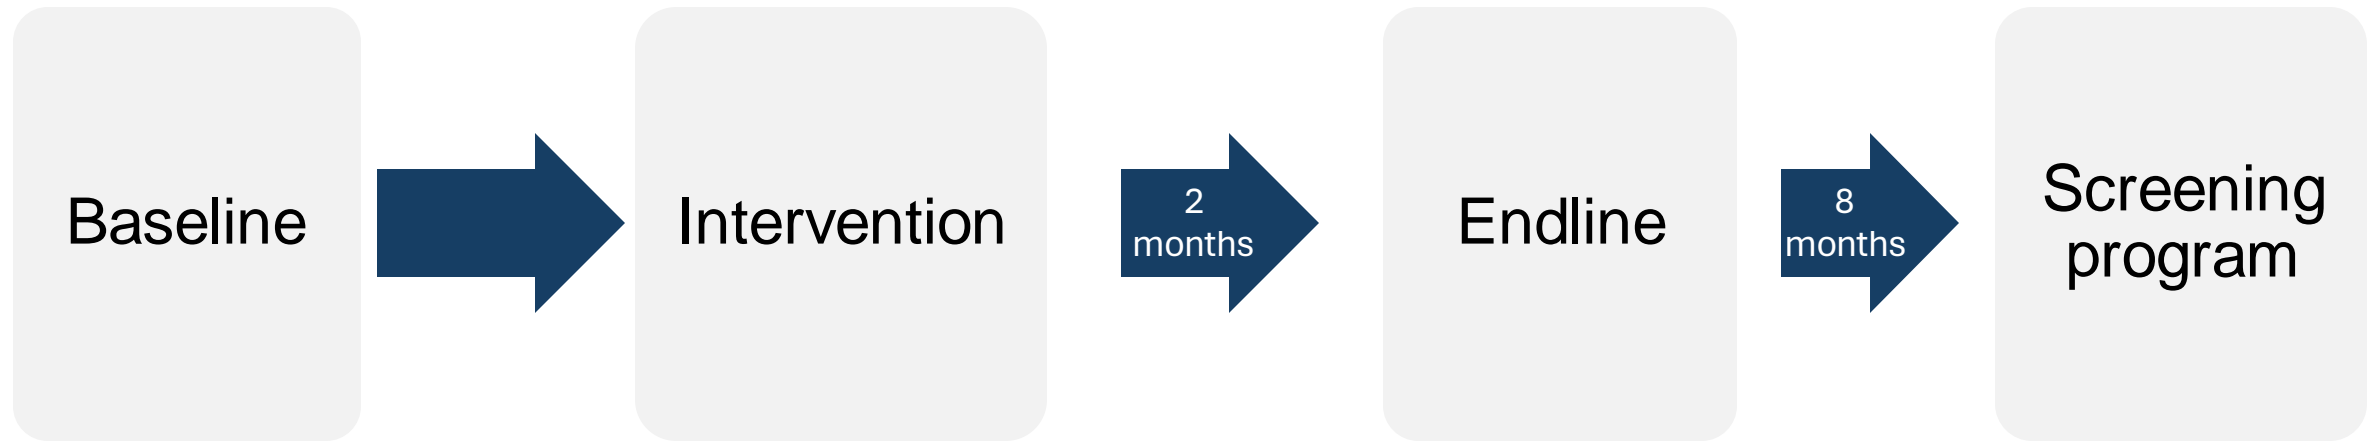 Baseline
Intervention
2
months
Endline
8
months
Screening
program